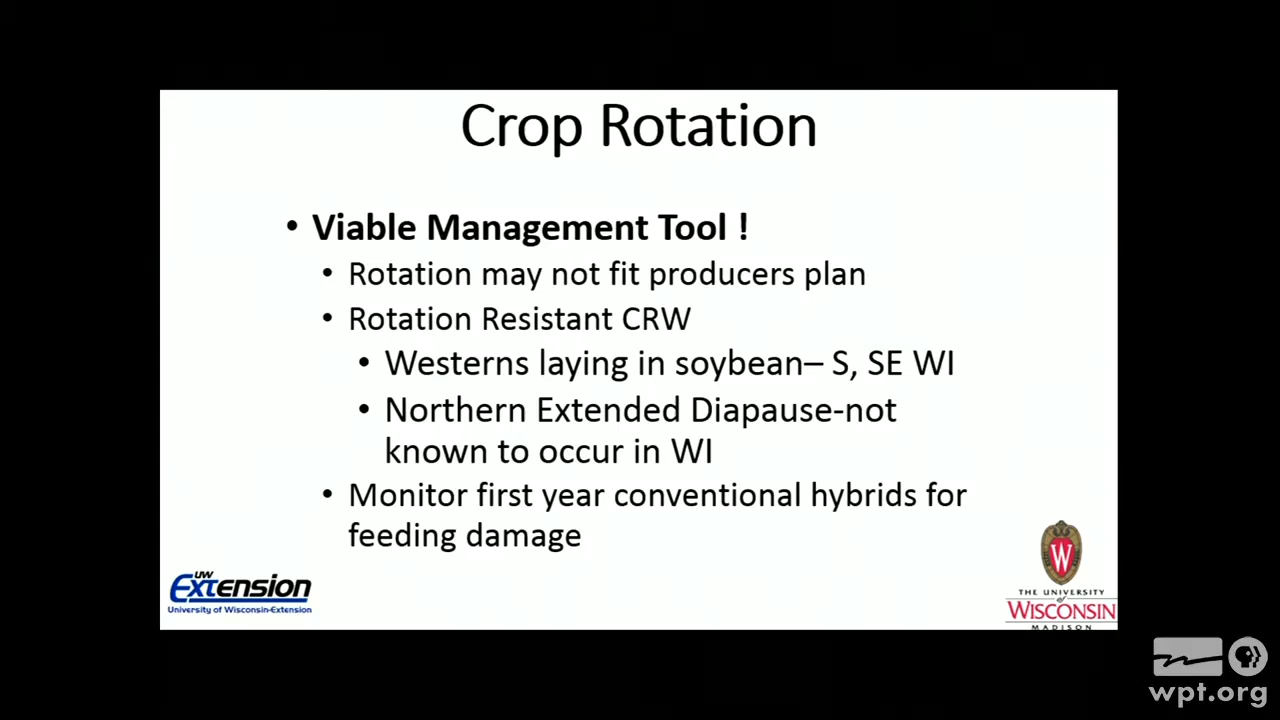 Crop Rotation
• Viable Management Tool !
• Rotation may not fit producers plan
• Rotation Resistant CRW
• Westerns laying in soybean– S, SE WI
• Northern Extended Diapause-not
known to occur in WI
• Monitor first year conventional hybrids for
feeding damage
UW
Extension
University of Wisconsin-Extension
W
THE UNIVERSITY
of
WISCONSIN
MADISON
wpt.org